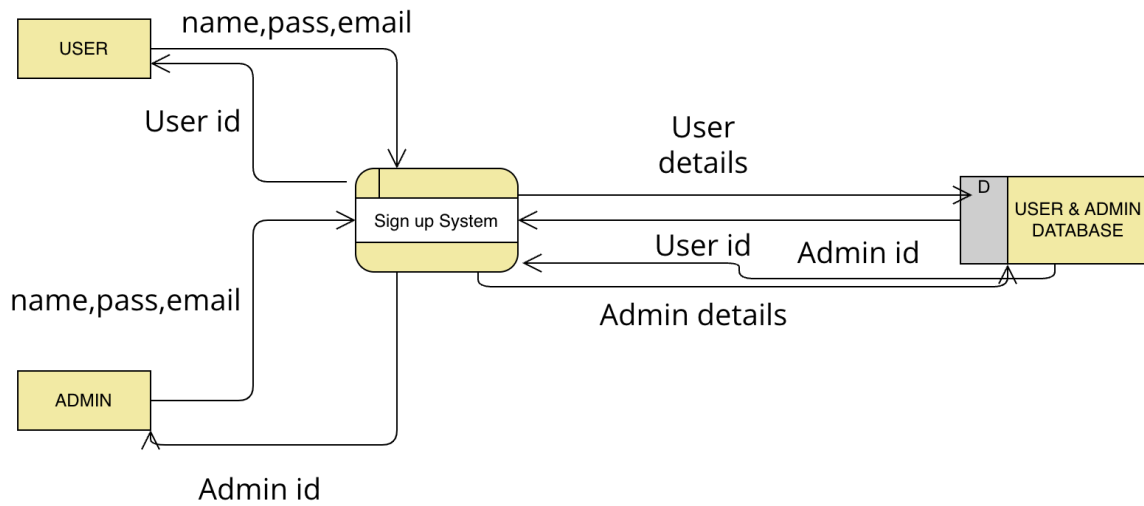 name,pass,email
USER
User id
User
details
D
Sign up System
USER & ADMIN
DATABASE
User id
Admin id
name,pass,email
Admin details
ADMIN
Admin id